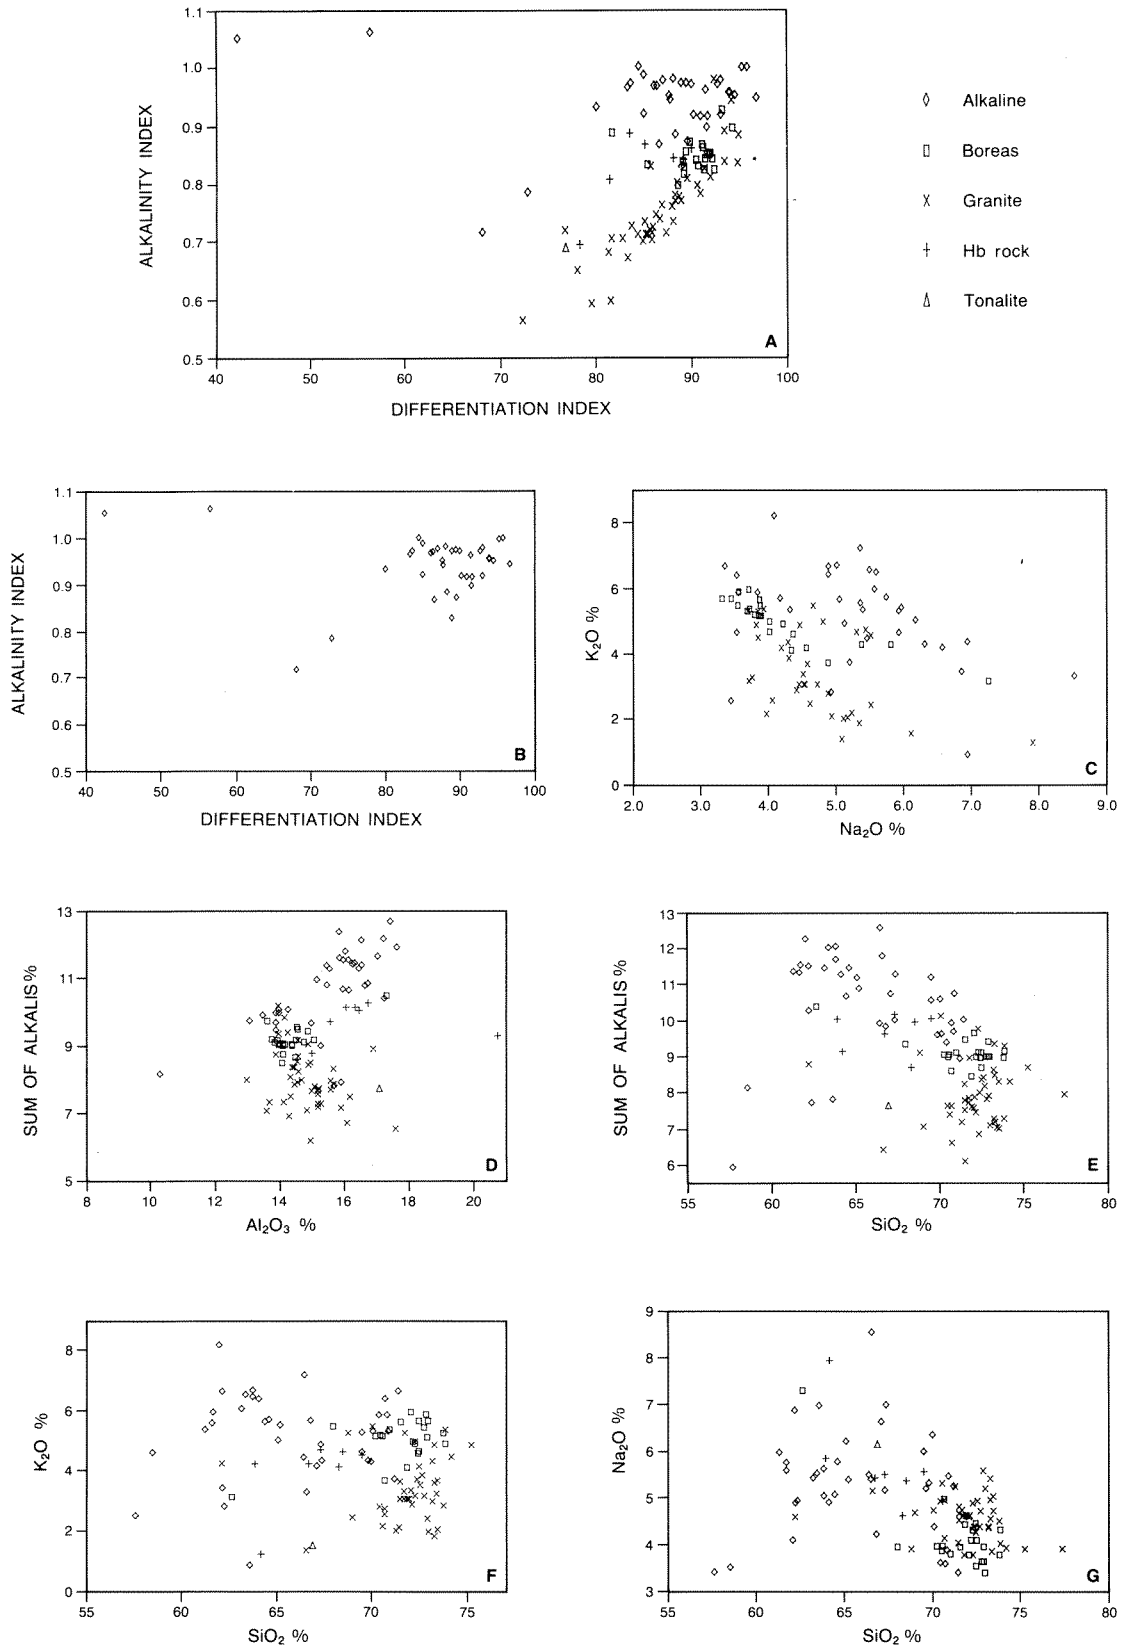 1.1
1.0
0.9
0.8
0.7
0.6
0.5
ALKALINITY INDEX
40 50 60 70 80 90 100
DIFFERENTIATION INDEX
A
Alkaline
Boreas
Granite
Hb rock
Tonalite
1.1
1.0
0.9
0.8
0.7
0.6
0.5
ALKALINITY INDEX
40 50 60 70 80 90 100
DIFFERENTIATION INDEX
B
8
6
4
2
0
K₂O %
2.0 3.0 4.0 5.0 6.0 7.0 8.0 9.0
Na₂O %
C
13
11
9
7
5
SUM OF ALKALIS %
8 10 12 14 16 18 20
Al₂O₃ %
D
13
12
11
10
9
8
7
6
SUM OF ALKALIS %
55 60 65 70 75 80
SiO₂ %
E
8
6
4
2
0
K₂O %
55 60 65 70 75
SiO₂ %
F
9
8
7
6
5
4
3
Na₂O %
55 60 65 70 75 80
SiO₂ %
G